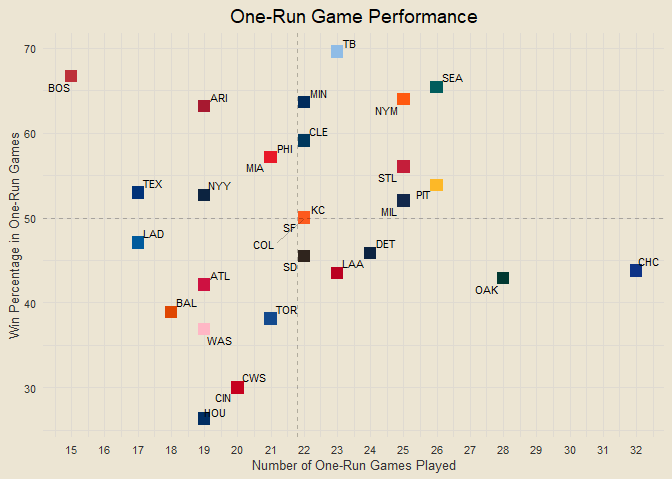 One-Run Game Performance
Win Percentage in One-Run Games
70
60
50
40
30
TB
BOS
SEA
ARI
MIN
NYM
CLE
PHI
MIA
STL
TEX
NYY
PIT
KC
MIL
SF
LAD
COL
DET
SD
LAA
CHC
ATL
OAK
BAL
TOR
WAS
CWS
CIN
HOU
15 17 18 19 20 21 22 23 24 25 26 28 29 30 32
Number of One-Run Games Played